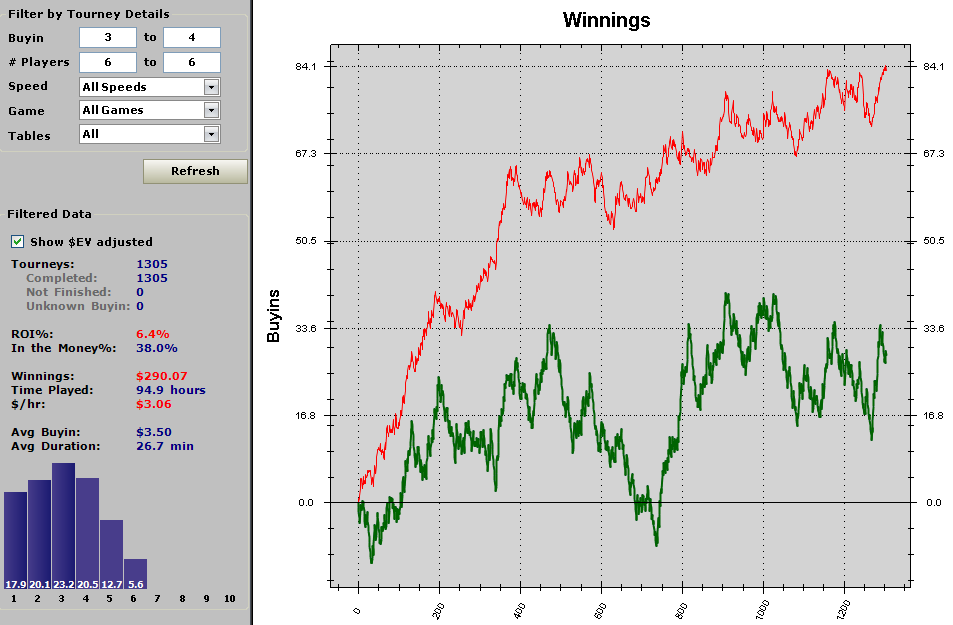 Filter by Tourney Details
Buyin 3 to 4
# Players 6 to 6
Speed All Speeds
Game All Games
Tables All
Refresh
Filtered Data
Show $EV adjusted
Tourneys: 1305
Completed: 1305
Not Finished: 0
Unknown Buyin: 0
ROI%: 6.4%
In the Money%: 38.0%
Winnings: $290.07
Time Played: 94.9 hours
$/hr: $3.06
Avg Buyin: $3.50
Avg Duration: 26.7 min
17.9 20.1 23.2 20.5 12.7 5.6
1 2 3 4 5 6 7 8 9 10
Winnings
Buyins
84.1 84.1
67.3 67.3
50.5 50.5
33.6 33.6
16.8 16.8
0.0 0.0
0 200 400 600 800 1000 1200